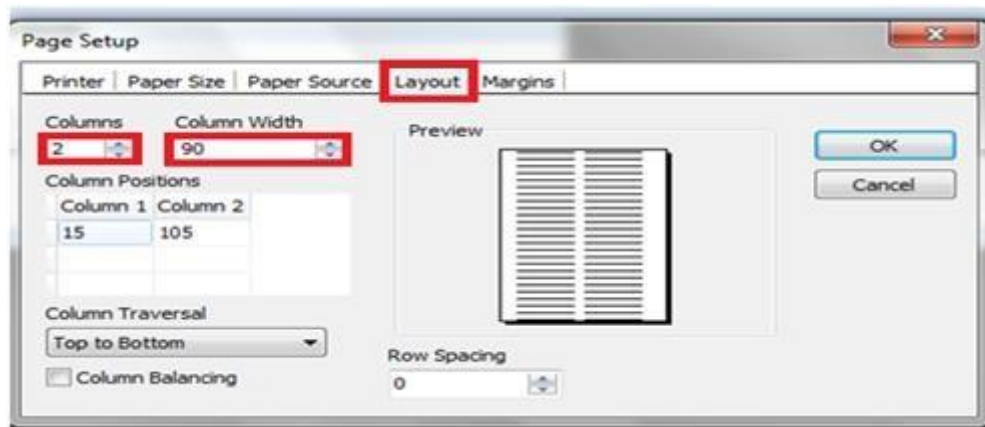 Page Setup
Printer Paper Size Paper Source Layout Margins
Columns Column Width
2 90
Column Positions
Column 1 Column 2
15 105
Column Traversal
Top to Bottom
Column Balancing
Preview
Row Spacing
0
OK
Cancel